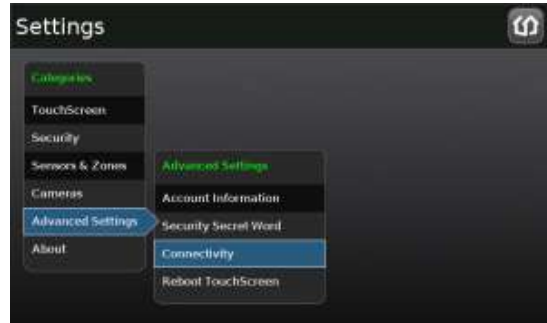 Settings
Categories
TouchScreen
Security
Sensors & Zones
Cameras
Advanced Settings
About
Advanced Settings
Account Information
Security Secret Word
Connectivity
Reboot TouchScreen